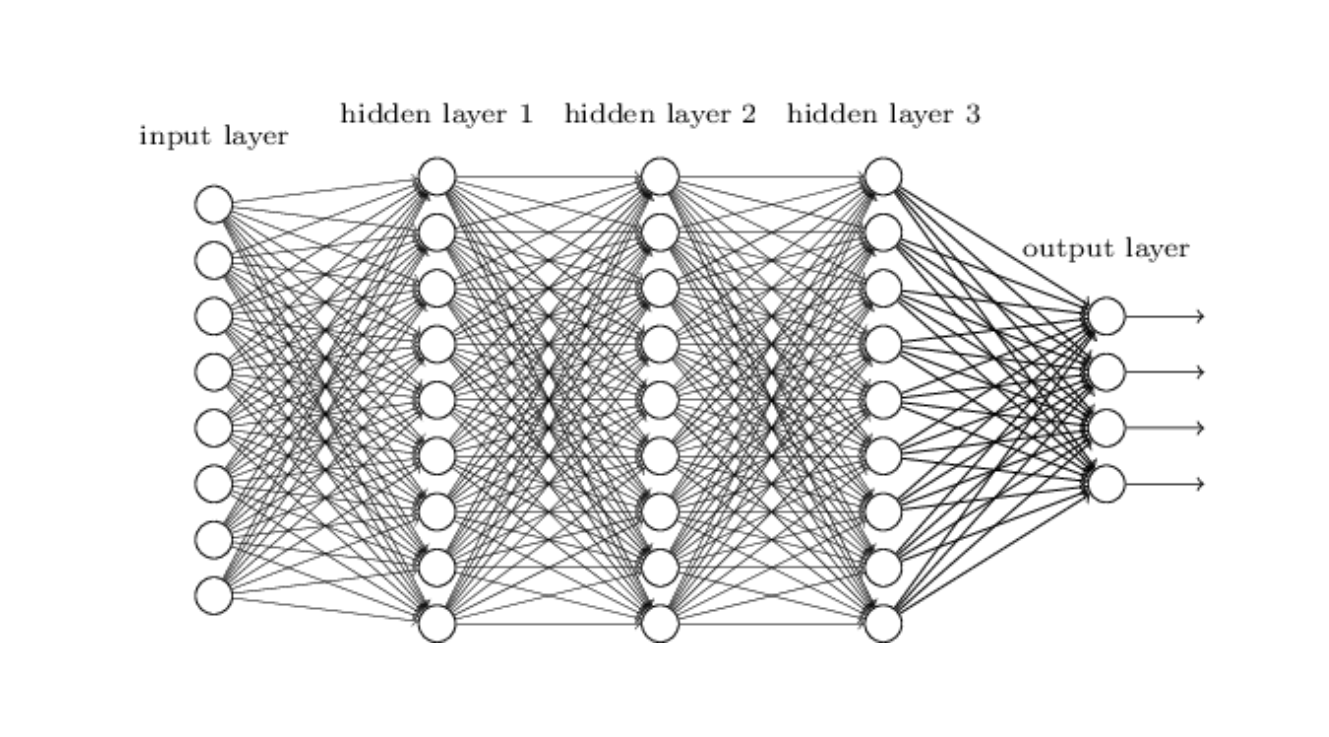 input layer
hidden layer 1
hidden layer 2
hidden layer 3
output layer